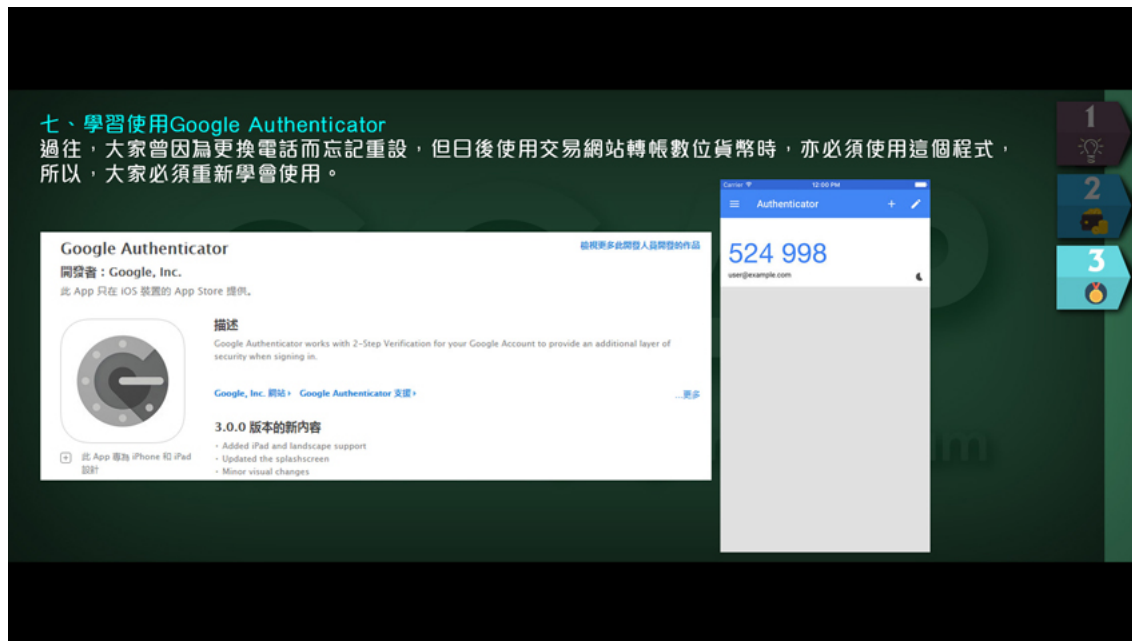 七、學習使用Google Authenticator
過往，大家曾因為更換電話而忘記重設，但日後使用交易網站轉帳數位貨幣時，亦必須使用這個程式，
所以，大家必須重新學會使用。
1
2
3
Google Authenticator
檢視更多此開發人員開發的作品
開發者：Google, Inc.
此 App 只在 iOS 裝置的 App Store 提供。
描述
Google Authenticator works with 2-Step Verification for your Google Account to provide an additional layer of
security when signing in.
Google, Inc. 網站 › Google Authenticator 支援 ›
...更多
3.0.0 版本的新內容
- Added iPad and landscape support
- Updated the splashscreen
- Minor visual changes
此 App 專為 iPhone 和 iPad
設計
Carrier 12:00 PM
Authenticator
524 998
user@example.com